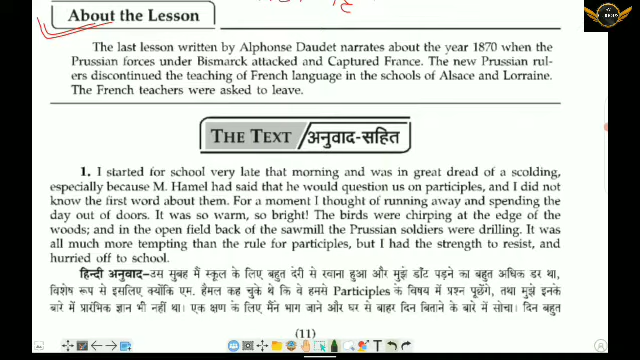 About the Lesson
The last lesson written by Alphonse Daudet narrates about the year 1870 when the
Prussian forces under Bismarck attacked and Captured France. The new Prussian rul-
ers discontinued the teaching of French language in the schools of Alsace and Lorraine.
The French teachers were asked to leave.
THE TEXT/अनुवाद-सहित
1. I started for school very late that morning and was in great dread of a scolding,
especially because M. Hamel had said that he would question us on participles, and I did not
know the first word about them. For a moment I thought of running away and spending the
day out of doors. It was so warm, so bright! The birds were chirping at the edge of the
woods; and in the open field back of the sawmill the Prussian soldiers were drilling. It was
all much more tempting than the rule for participles, but I had the strength to resist, and
hurried off to school.
हिन्दी अनुवाद-उस सुबह मैं स्कूल के लिए बहुत देरी से रवाना हुआ और मुझे डाँट पड़ने का बहुत अधिक डर था,
विशेष रूप से इसलिए क्योंकि एम. हैमल कह चुके थे कि वे हमसे Participles के विषय में प्रश्न पूछेंगे, तथा मुझे इनके
बारे में प्रारंभिक ज्ञान भी नहीं था। एक क्षण के लिए मैंने भाग जाने और घर से बाहर दिन बिताने के बारे में सोचा। दिन बहुत
(11)